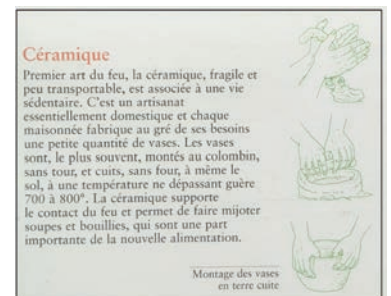 Céramique
Premier art du feu, la céramique, fragile et
peu transportable, est associée à une vie
sédentaire. C'est un artisanat
essentiellement domestique et chaque
maisonnée fabrique au gré de ses besoins
une petite quantité de vases. Les vases
sont, le plus souvent, montés au colombin,
sans tour, et cuits, sans four, à même le
sol, à une température ne dépassant guère
700 à 800°. La céramique supporte
le contact du feu et permet de faire mijoter
soupes et bouillies, qui sont une part
importante de la nouvelle alimentation.
Montage des vases
en terre cuite